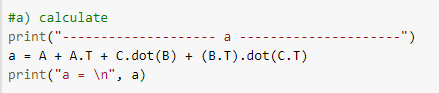 #a) calculate
print("-------------------- a ---------------------")
a = A + A.T + C.dot(B) + (B.T).dot(C.T)
print("a = \n", a)